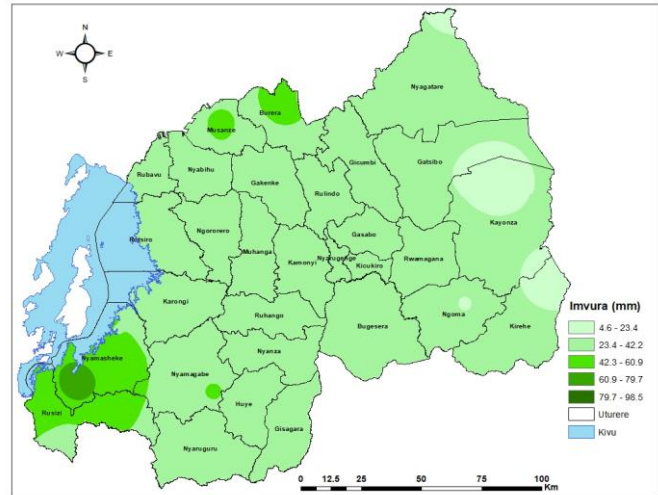 N
W E
S
Nyagatare
Burera
Musanze
Gicumbi
Gatsibo
Rubavu
Nyabihu
Gakenke
Rulindo
Kayonza
Rutsiro
Ngororero
Gasabo
Muhanga
Kamonyi
Nyarugenge
Kicukiro
Rwamagana
Karongi
Ngoma
Kirehe
Ruhango
Bugesera
Nyamasheke
Nyanza
Nyamagabe
Huye
Rusizi
Gisagara
Nyaruguru
Imvura (mm)
4.6 - 23.4
23.4 - 42.2
42.3 - 60.9
60.9 - 79.7
79.7 - 98.5
Uturere
Kivu
0 12.5 25 50 75 100
Km